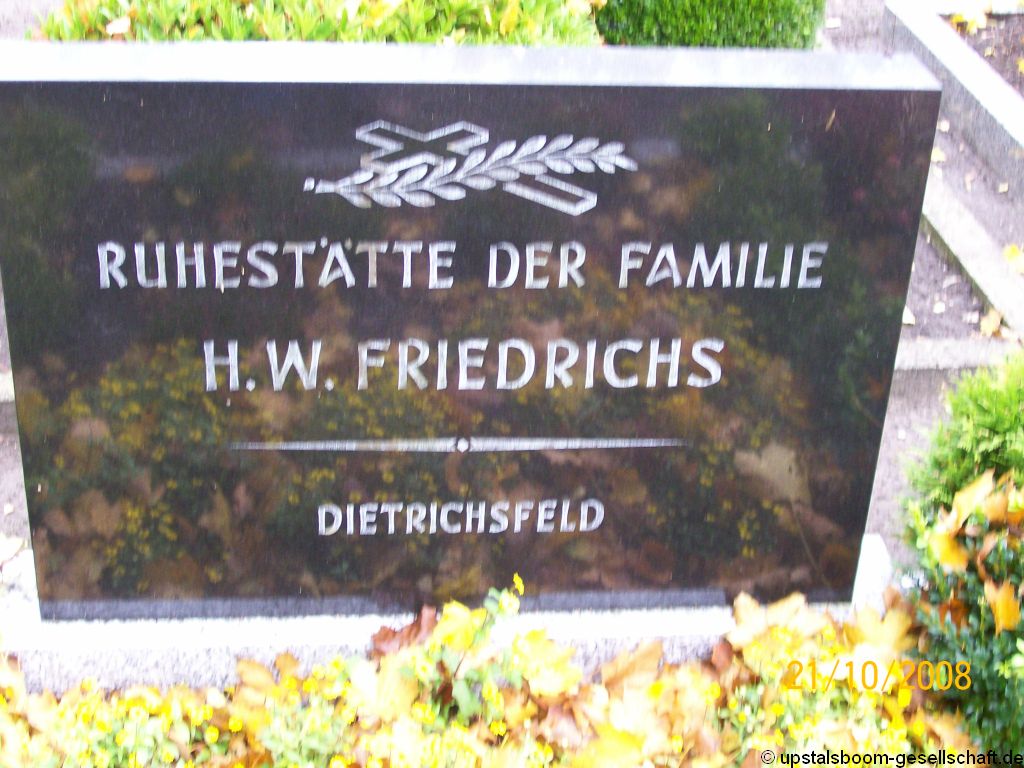 RUHESTÄTTE DER FAMILIE
H.W. FRIEDRICHS
DIETRICHSFELD
21/10/2008
© upstalsboom-gesellschaft.de